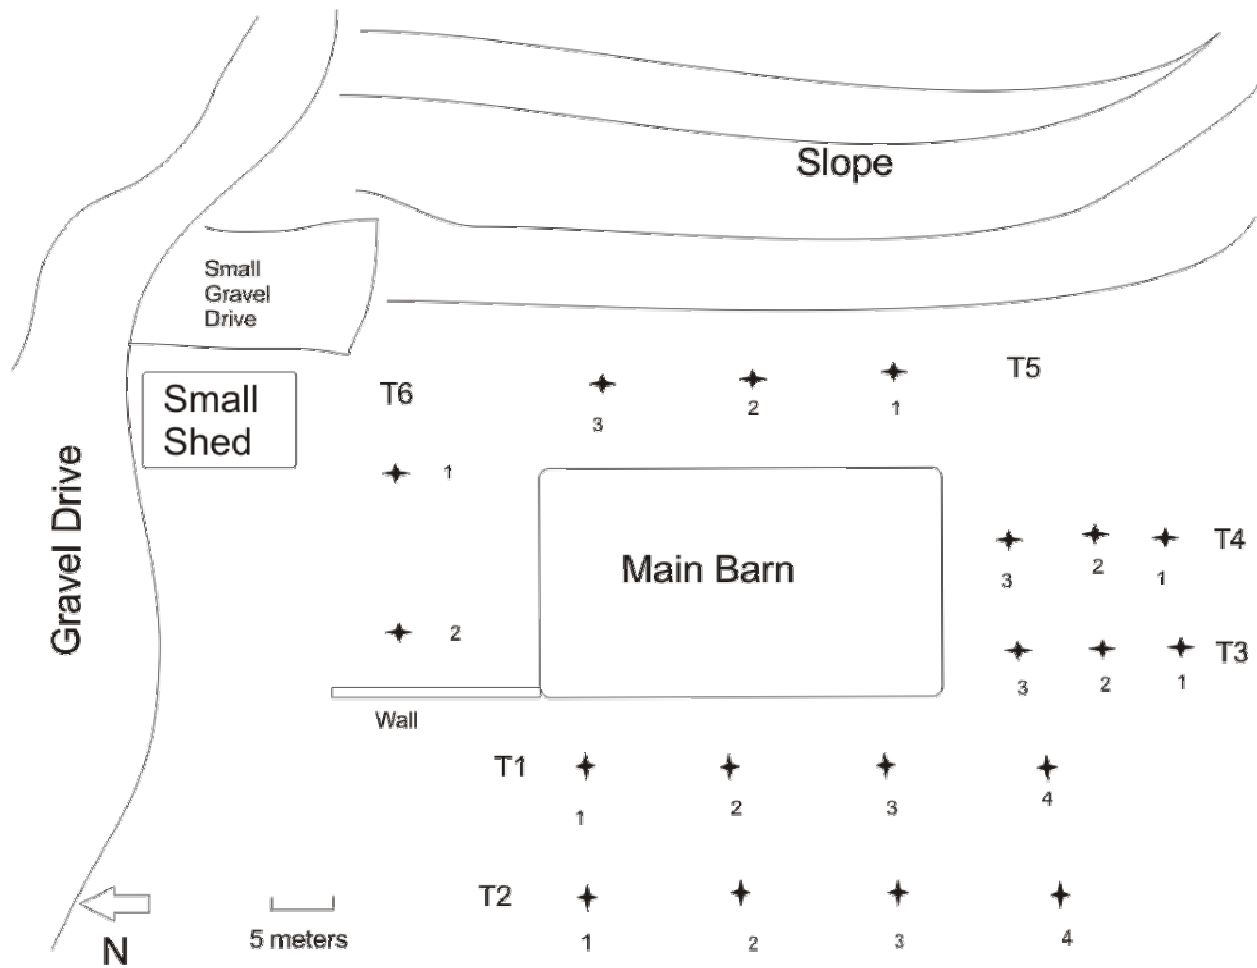 Slope
Small
Gravel
Drive
T6
T5
3
2
1
Small
Shed
1
Gravel Drive
Main Barn
T4
3
2
1
2
T3
3
2
1
Wall
T1
1
2
3
4
T2
1
2
3
4
5 meters
N